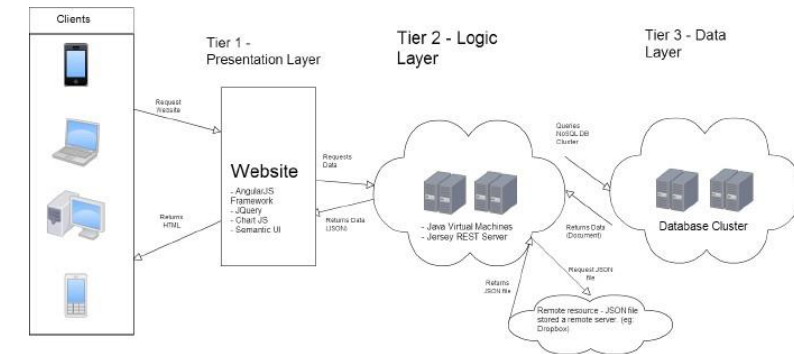 Clients
Tier 1 -
Presentation Layer
Tier 2 - Logic
Layer
Tier 3 - Data
Layer
Request
Website
Returns
HTML
Website
- AngularJS
Framework
- JQuery
- Chart JS
- Semantic UI
Requests
Data
Returns Data
(JSON)
- Java Virtual Machines
- Jersey REST Server
Queries
NoSQL DB
Cluster
Returns Data
(Document)
Database Cluster
Returns
JSON file
Request JSON
file
Remote resource - JSON file
stored a remote server. (eg:
Dropbox)